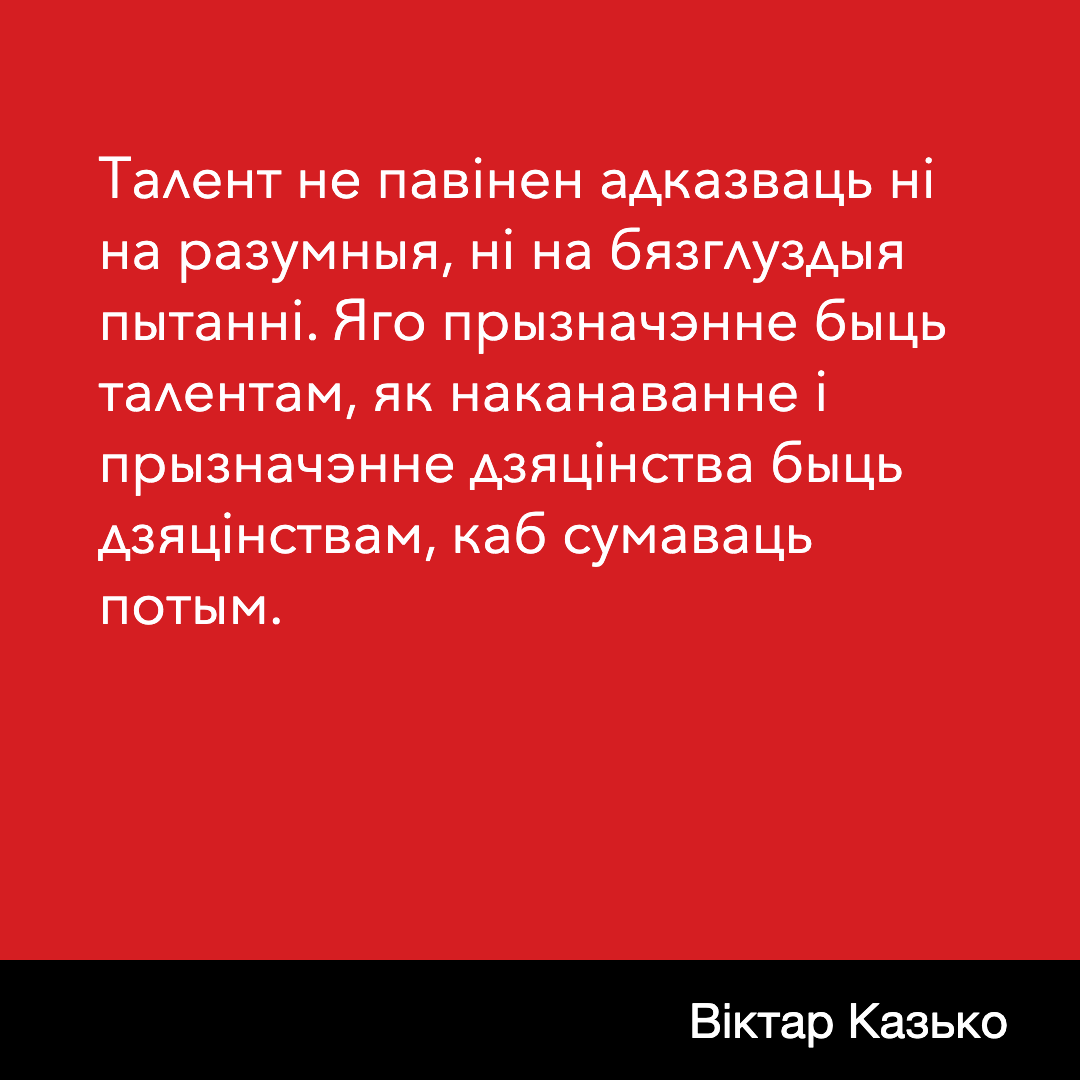 Талент не павінен адказваць ні
на разумныя, ні на бязглуздыя
пытанні. Яго прызначэнне быць
талентам, як наканаванне і
прызначэнне дзяцінства быць
дзяцінствам, каб сумаваць
потым.
Віктар Казько